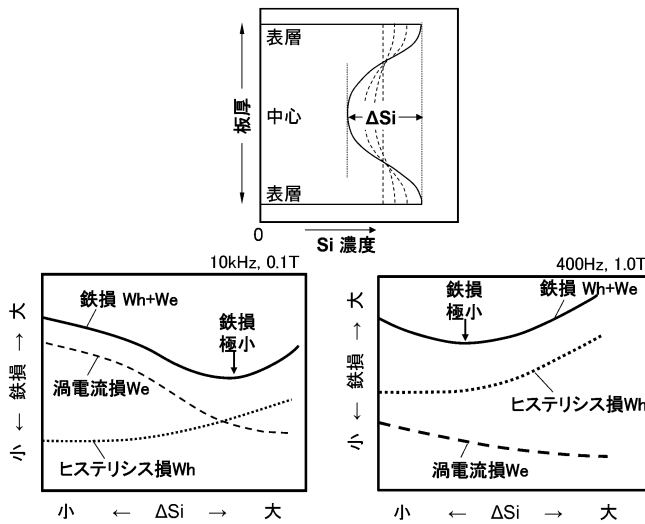 表層
板厚
中心
ΔSi
表層
0
Si 濃度
10kHz, 0.1T
鉄損 Wh+We
鉄損
極小
渦電流損We
ヒステリシス損Wh
小 ← 鉄損 → 大
小 ← ΔSi → 大
400Hz, 1.0T
鉄損
極小
鉄損 Wh+We
ヒステリシス損Wh
渦電流損We
小 ← 鉄損 → 大
小 ← ΔSi → 大